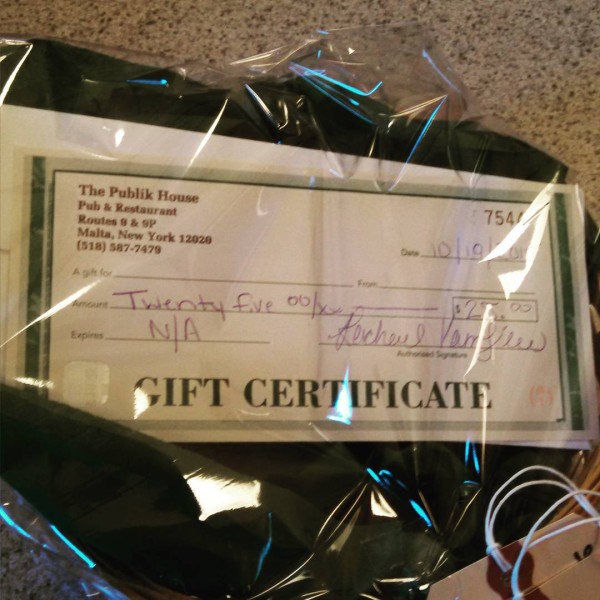 The Publik House
Pub & Restaurant
Routes 9 & 9P
Malta, New York 12020
(518) 587-7479
Date 10/10/
A gift for
From
Amount Twenty five 00/xx $25.00
Expires N/A
Authorized Signature
GIFT CERTIFICATE